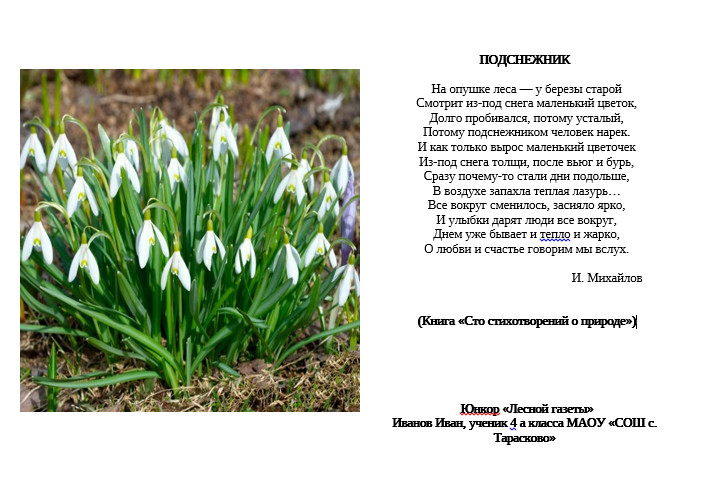 ПОДСНЕЖНИК
На опушке леса — у березы старой
Смотрит из-под снега маленький цветок,
Долго пробивался, потому усталый,
Потому подснежником человек нарек.
И как только вырос маленький цветочек
Из-под снега толщи, после вьюг и бурь,
Сразу почему-то стали дни подольше,
В воздухе запахла теплая лазурь…
Все вокруг сменилось, засияло ярко,
И улыбки дарят люди все вокруг,
Днем уже бывает и тепло и жарко,
О любви и счастье говорим мы вслух.
И. Михайлов
(Книга «Сто стихотворений о природе»)
Юнкор «Лесной газеты»
Иванов Иван, ученик 4 а класса МАОУ «СОШ с.
Тарасково»